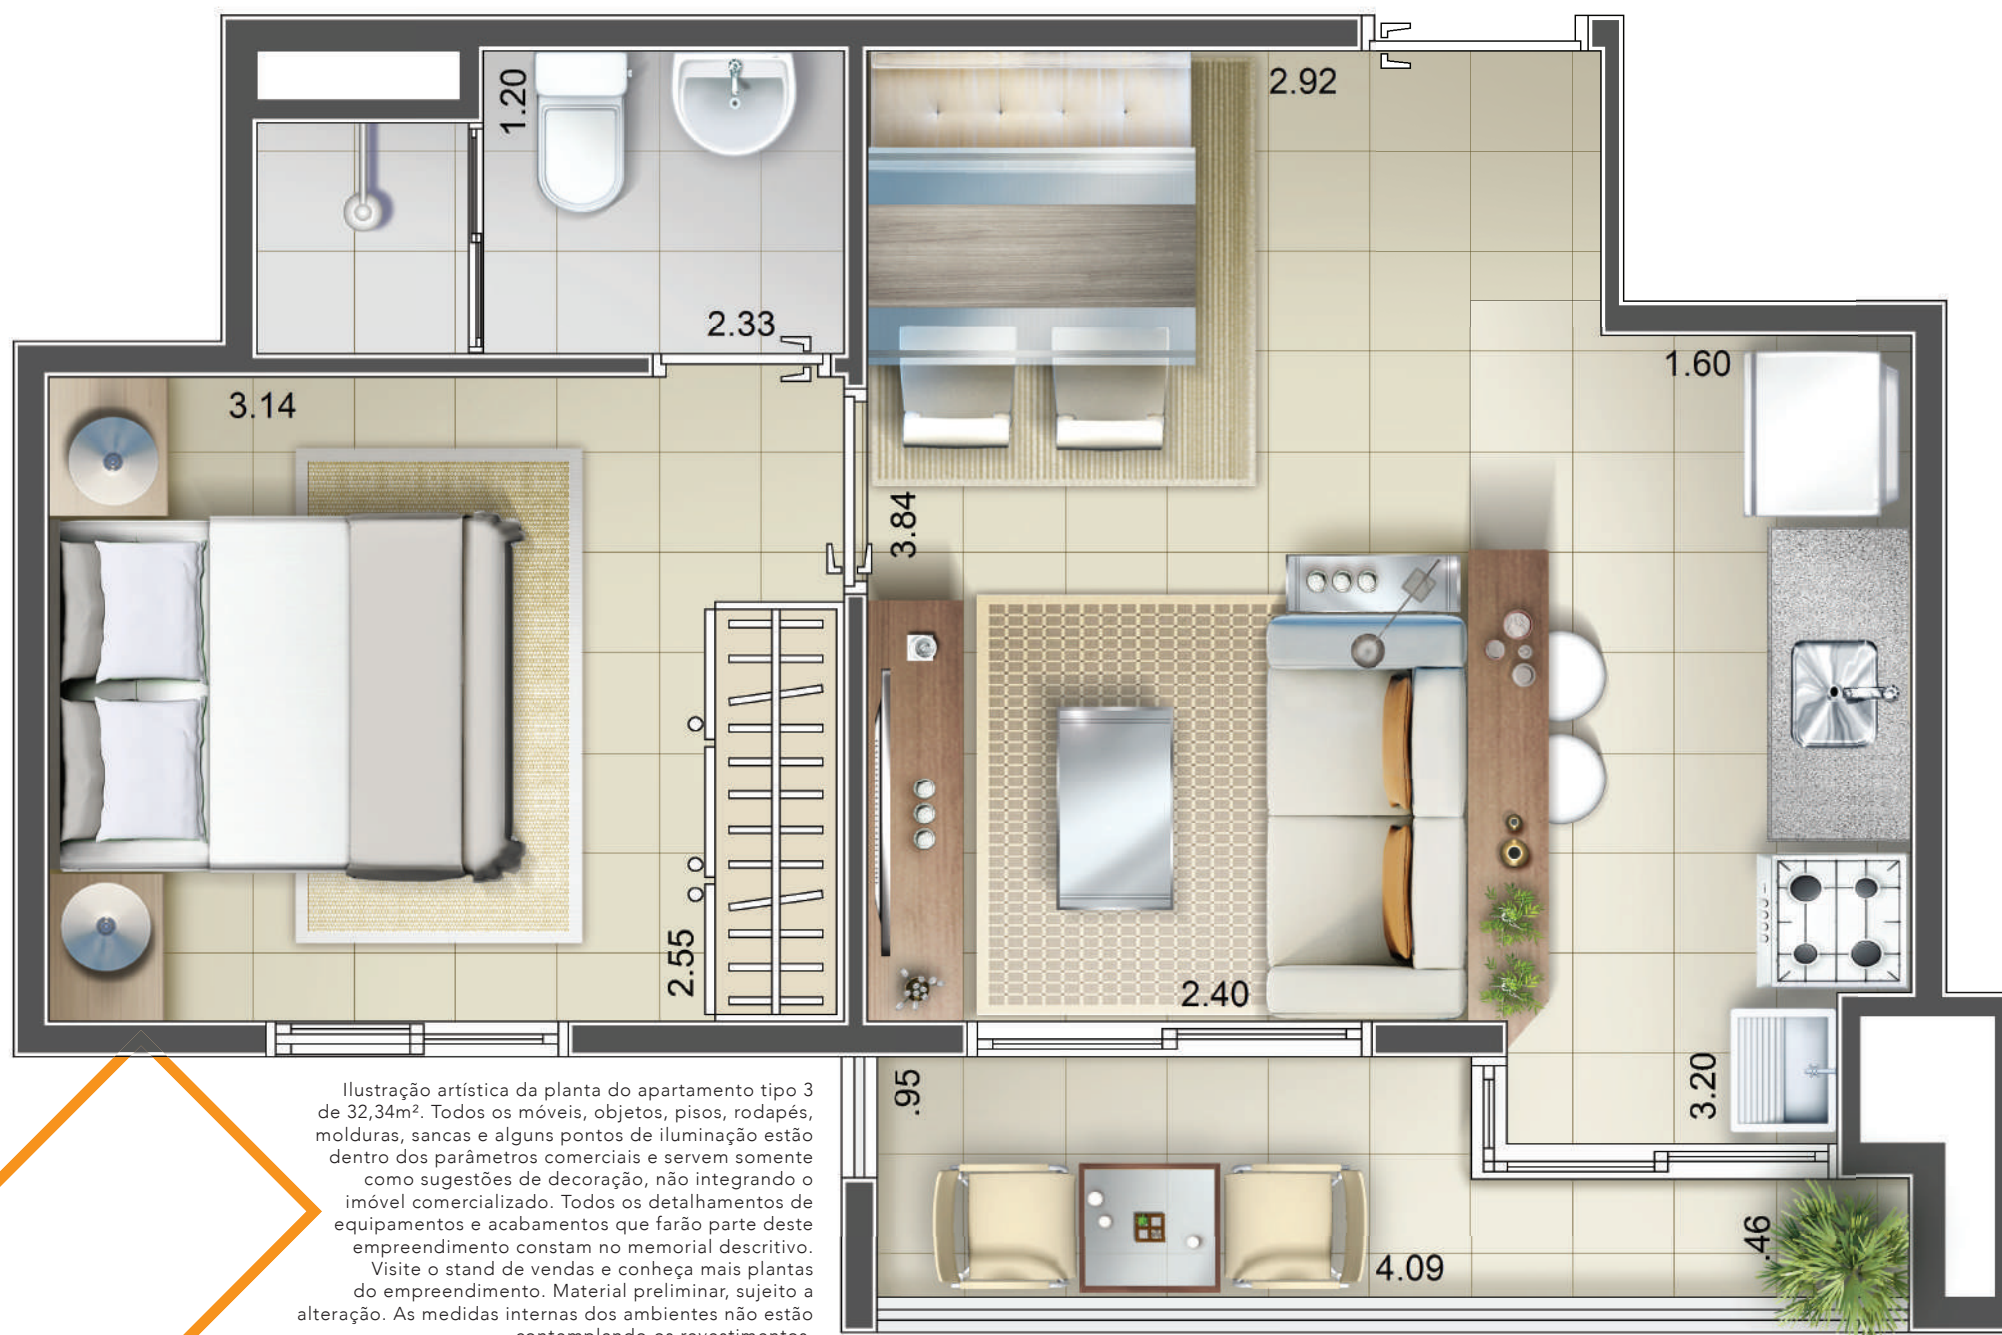 1.20
2.92
2.33
1.60
3.14
3.84
2.55
2.40
.95
3.20
.46
4.09
Ilustração artística da planta do apartamento tipo 3
de 32,34m². Todos os móveis, objetos, pisos, rodapés,
molduras, sancas e alguns pontos de iluminação estão
dentro dos parâmetros comerciais e servem somente
como sugestões de decoração, não integrando o
imóvel comercializado. Todos os detalhamentos de
equipamentos e acabamentos que farão parte deste
empreendimento constam no memorial descritivo.
Visite o stand de vendas e conheça mais plantas
do empreendimento. Material preliminar, sujeito a
alteração. As medidas internas dos ambientes não estão
contemplando os revestimentos.